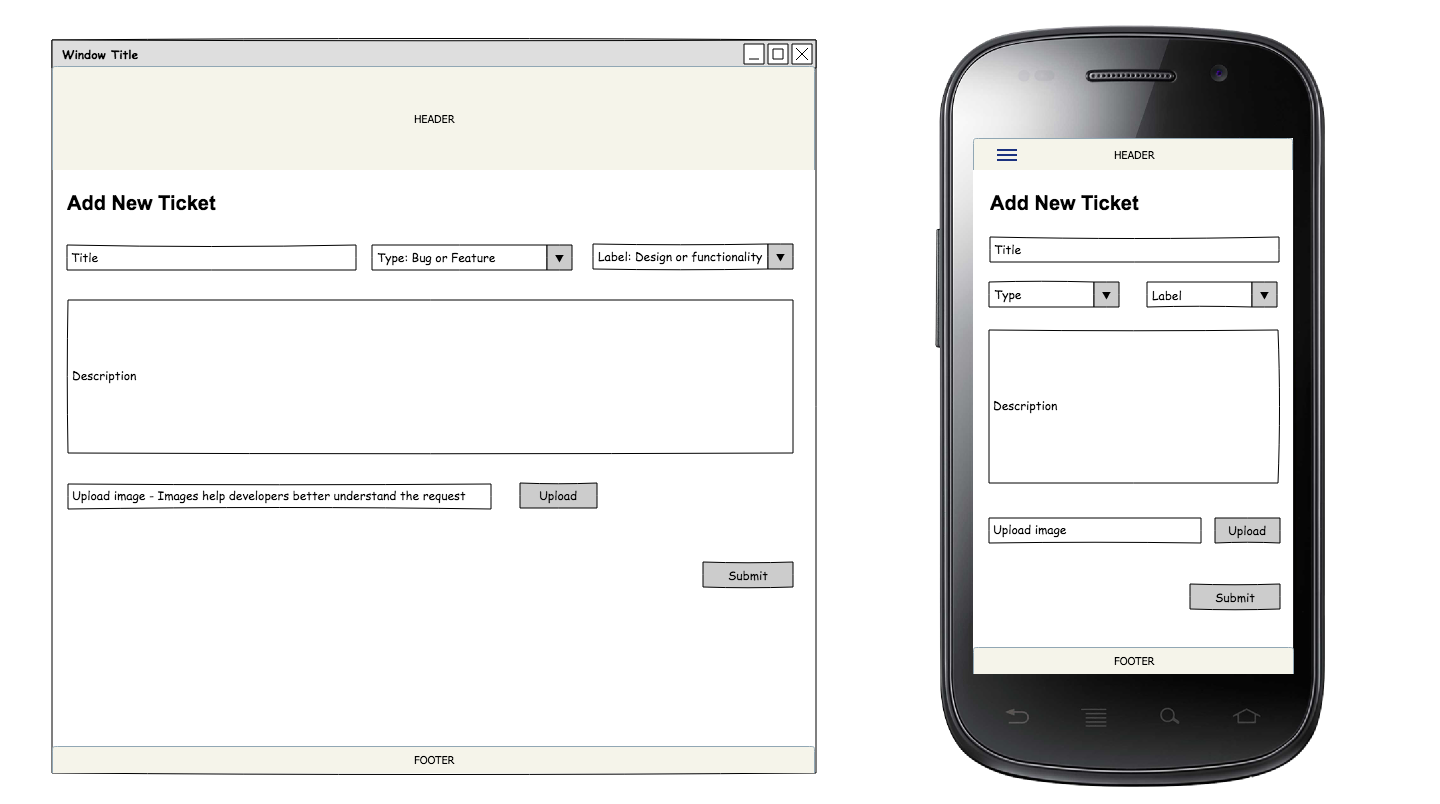 Window Title
HEADER
Add New Ticket
Title
Type: Bug or Feature
Label: Design or functionality
Description
Upload image - Images help developers better understand the request
Upload
Submit
FOOTER
HEADER
Add New Ticket
Title
Type
Label
Description
Upload image
Upload
Submit
FOOTER